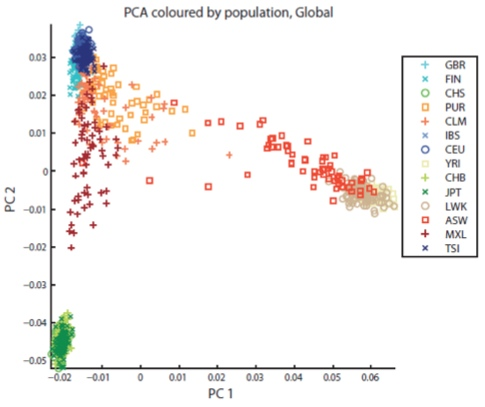 PCA coloured by population, Global
PC 2
0.03
0.02
0.01
0
−0.01
−0.02
−0.03
−0.04
−0.05
−0.02
−0.01
0
0.01
0.02
0.03
0.04
0.05
0.06
PC 1
GBR
FIN
CHS
PUR
CLM
IBS
CEU
YRI
CHB
JPT
LWK
ASW
MXL
TSI